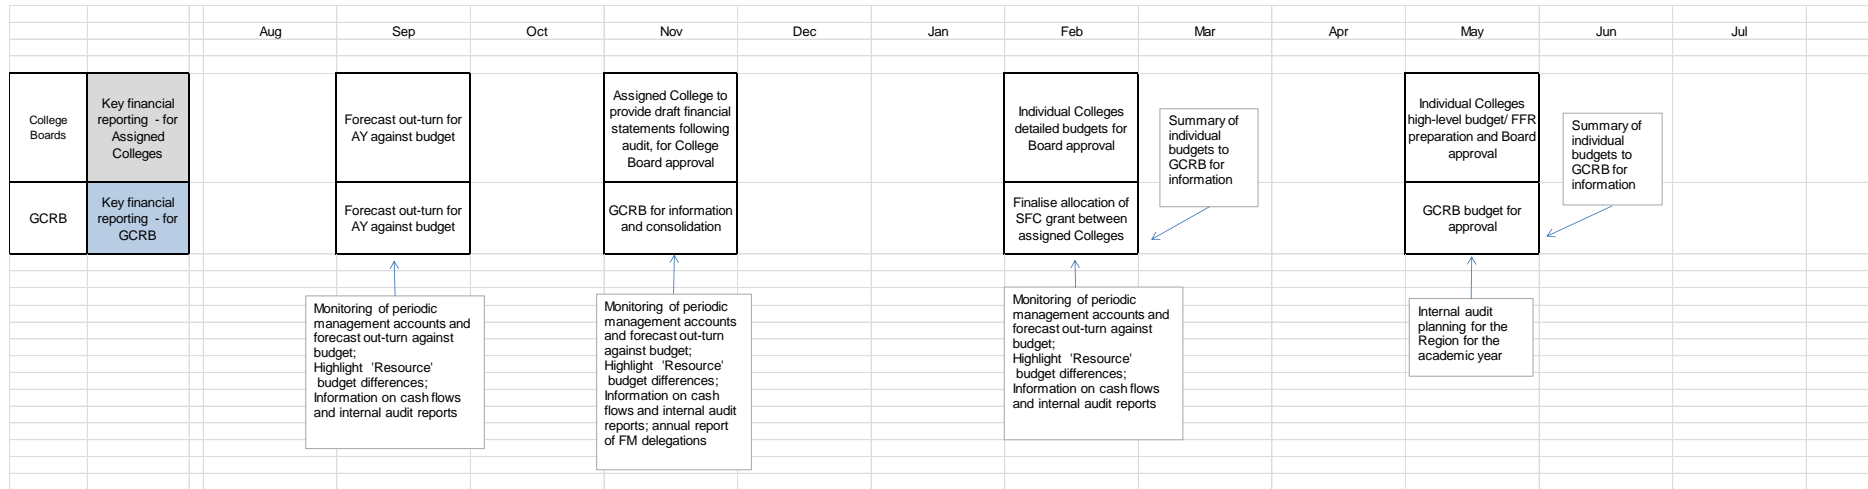 Aug Sep Oct Nov Dec Jan Feb Mar Apr May Jun Jul
College
Boards
Key financial
reporting - for
Assigned
Colleges
Forecast out-turn for
AY against budget
Assigned College to
provide draft financial
statements following
audit, for College
Board approval
Individual Colleges
detailed budgets for
Board approval
Summary of
individual
budgets to
GCRB for
information
Individual Colleges
high-level budget/ FFR
preparation and Board
approval
Summary of
individual
budgets to
GCRB for
information
GCRB
Key financial
reporting - for
GCRB
Forecast out-turn for
AY against budget
GCRB for information
and consolidation
Finalise allocation of
SFC grant between
assigned Colleges
GCRB budget for
approval
Monitoring of periodic
management accounts and
forecast out-turn against
budget;
Highlight 'Resource'
budget differences;
Information on cash flows
and internal audit reports
Monitoring of periodic
management accounts
and forecast out-turn
against budget;
Highlight 'Resource'
budget differences;
Information on cash
flows and internal audit
reports; annual report
of FM delegations
Monitoring of periodic
management accounts and
forecast out-turn against
budget;
Highlight 'Resource'
budget differences;
Information on cash flows
and internal audit reports
Internal audit
planning for the
Region for the
academic year